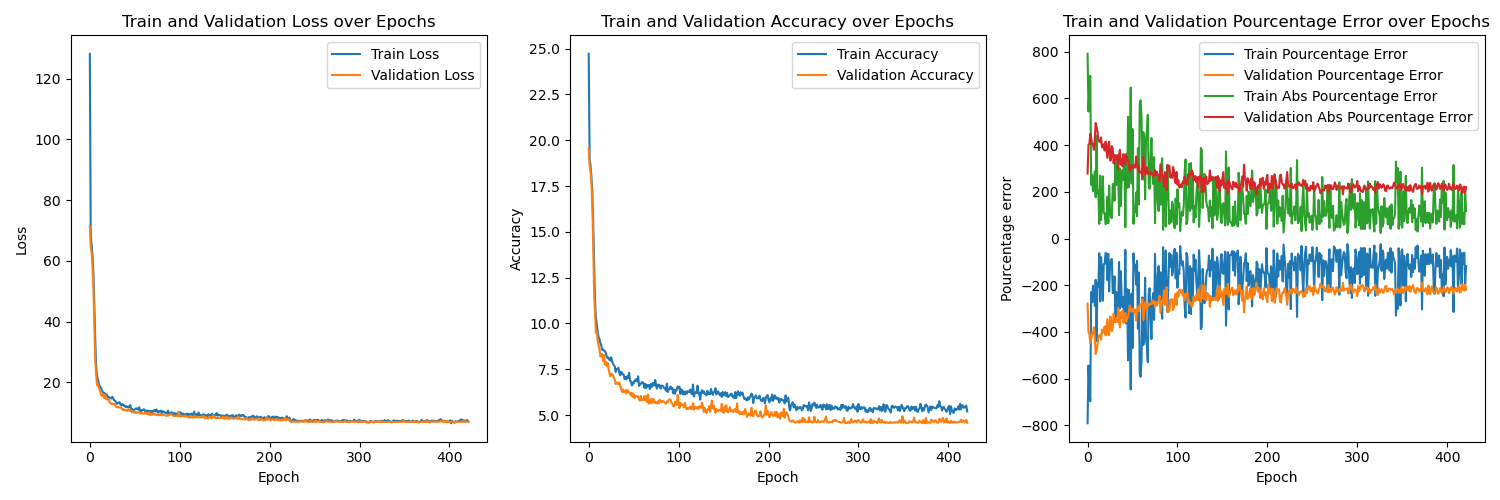 Train and Validation Loss over Epochs
Train Loss
Validation Loss
120
100
80
60
40
20
Loss
0
100
200
300
400
Epoch
Train and Validation Accuracy over Epochs
Train Accuracy
Validation Accuracy
25.0
22.5
20.0
17.5
15.0
12.5
10.0
7.5
5.0
Accuracy
0
100
200
300
400
Epoch
Train and Validation Pourcentage Error over Epochs
Train Pourcentage Error
Validation Pourcentage Error
Train Abs Pourcentage Error
Validation Abs Pourcentage Error
800
600
400
200
0
−200
−400
−600
−800
Pourcentage error
0
100
200
300
400
Epoch